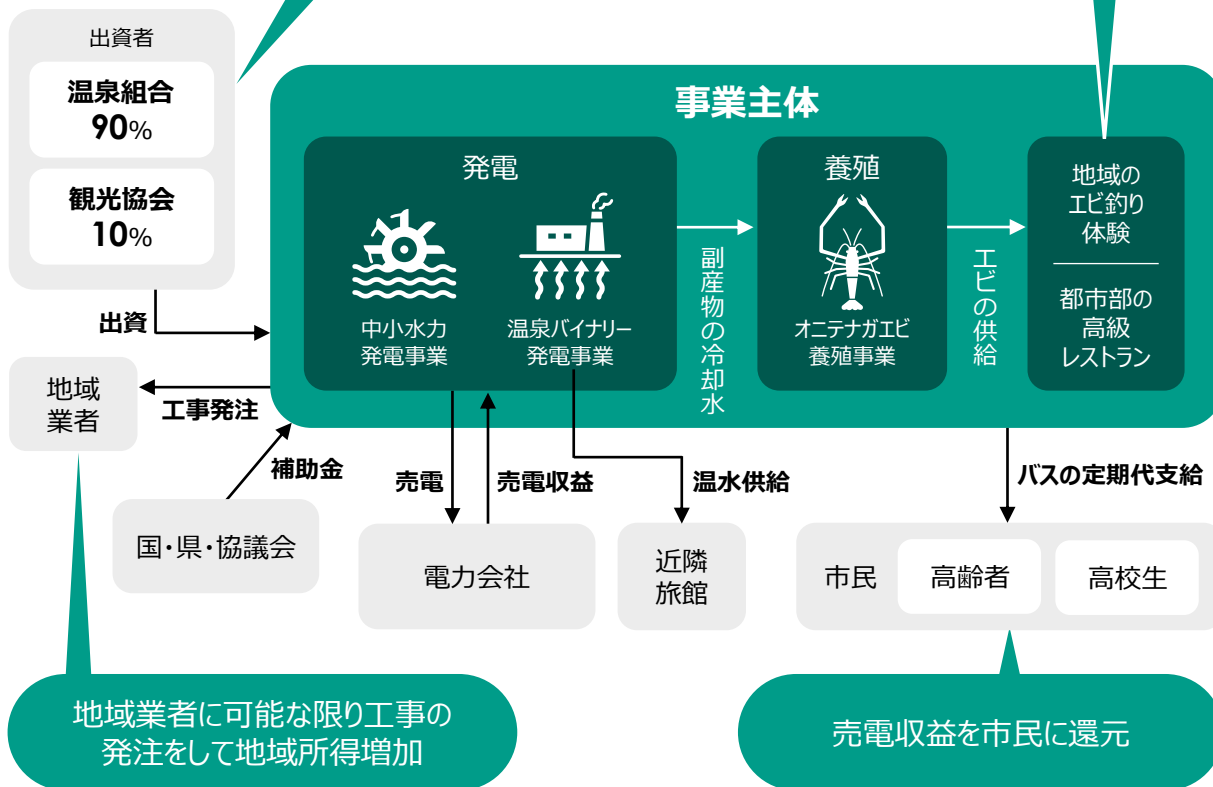 出資者
温泉組合
90%
観光協会
10%
出資
事業主体
発電
中小水力
発電事業
温泉バイナリー
発電事業
副産物の冷却水
養殖
オニテナガエビ
養殖事業
エビの供給
地域の
エビ釣り
体験
都市部の
高級
レストラン
地域
業者
工事発注
補助金
国・県・協議会
売電
売電収益
電力会社
温水供給
近隣
旅館
バスの定期代支給
市民
高齢者
高校生
地域業者に可能な限り工事の
発注をして地域所得増加
売電収益を市民に還元